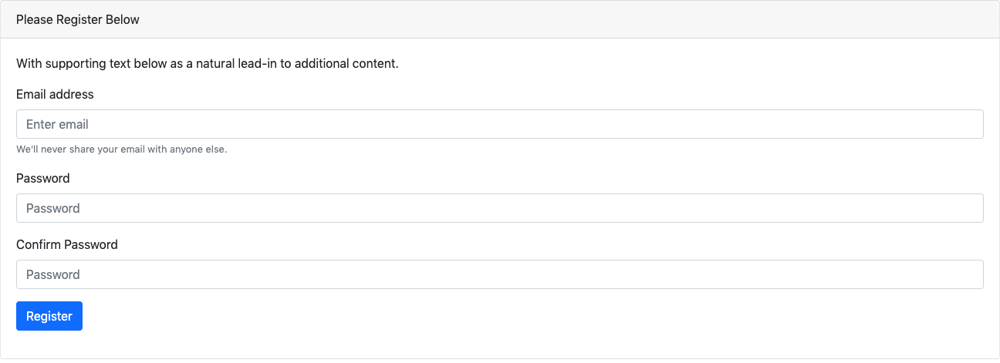 Please Register Below
With supporting text below as a natural lead-in to additional content.
Email address
Enter email
We'll never share your email with anyone else.
Password
Password
Confirm Password
Password
Register